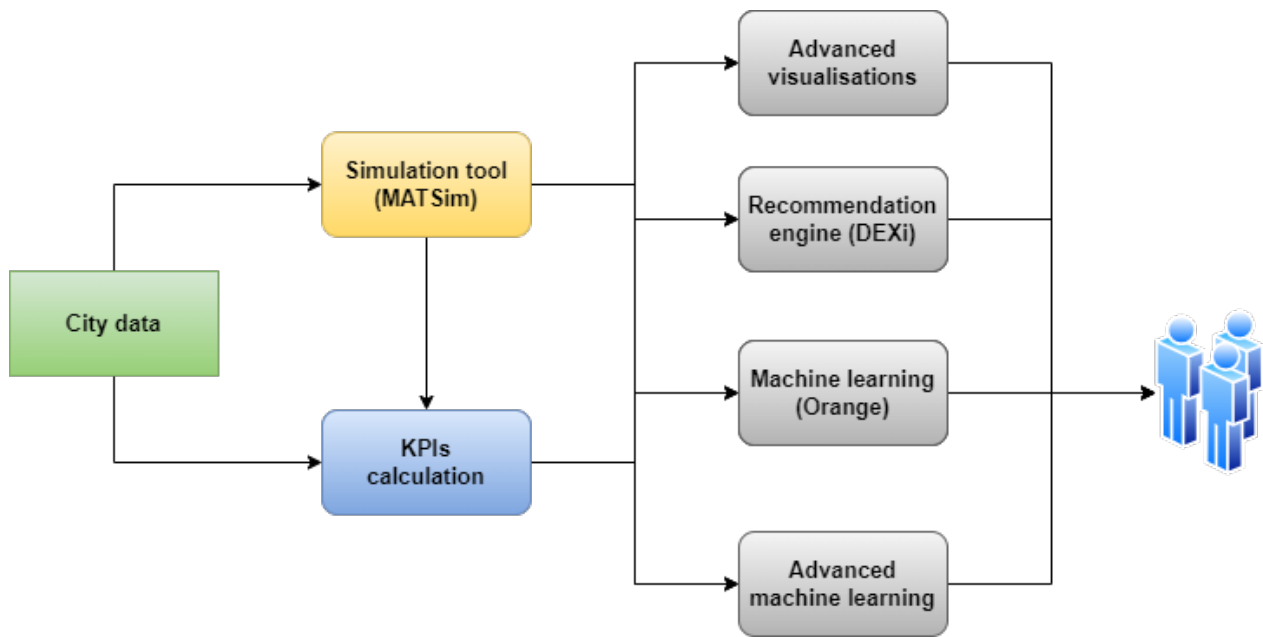 Advanced
visualisations
Simulation tool
(MATSim)
Recommendation
engine (DEXi)
City data
Machine learning
(Orange)
KPIs
calculation
Advanced
machine learning